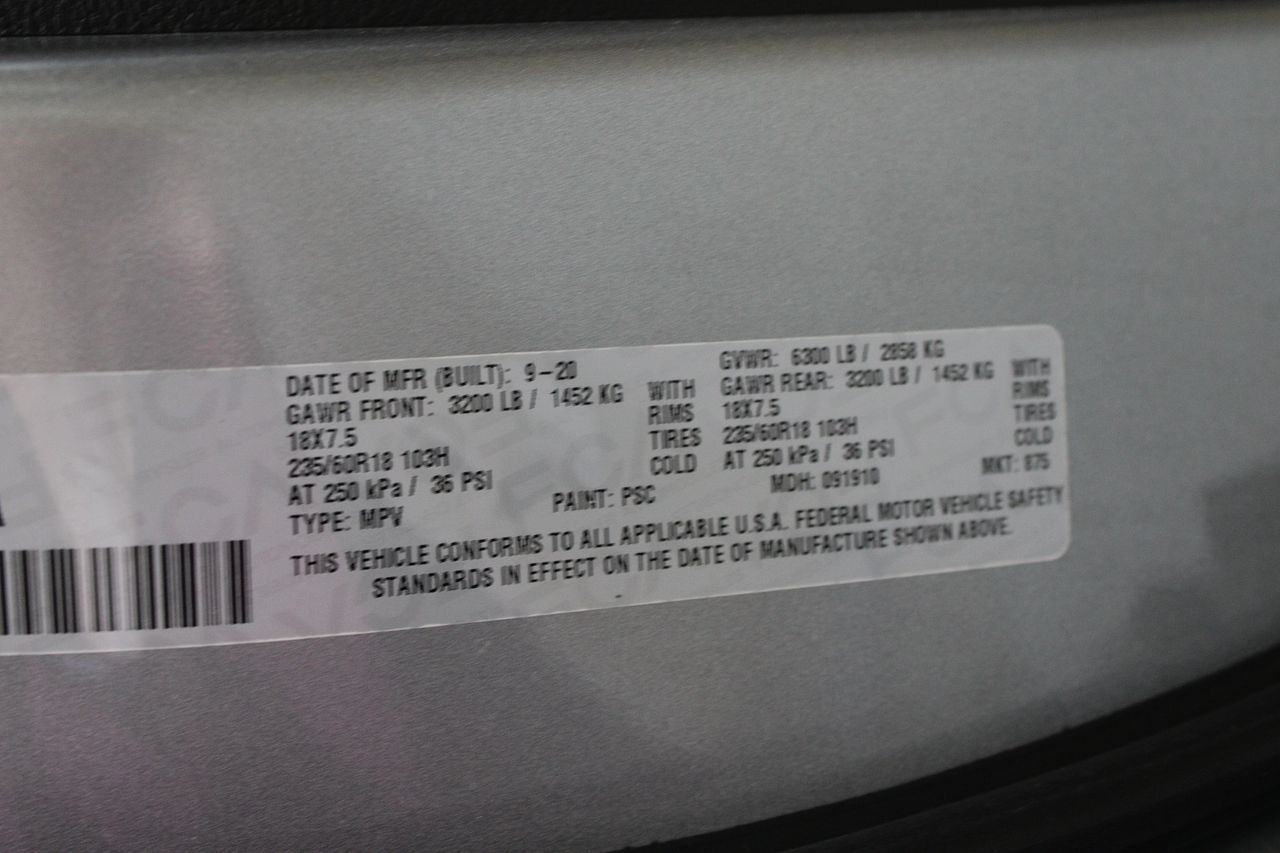 DATE OF MFR (BUILT): 9-20 GVWR: 6300 LB / 2858 KG
GAWR FRONT: 3200 LB / 1452 KG WITH GAWR REAR: 3200 LB / 1452 KG WITH
18X7.5 RIMS 18X7.5 RIMS
235/60R18 103H TIRES 235/60R18 103H TIRES
AT 250 kPa / 36 PSI COLD AT 250 kPa / 36 PSI COLD
TYPE: MPV PAINT: PSC MDH: 091910 MKT: 875
THIS VEHICLE CONFORMS TO ALL APPLICABLE U.S.A. FEDERAL MOTOR VEHICLE SAFETY
STANDARDS IN EFFECT ON THE DATE OF MANUFACTURE SHOWN ABOVE.